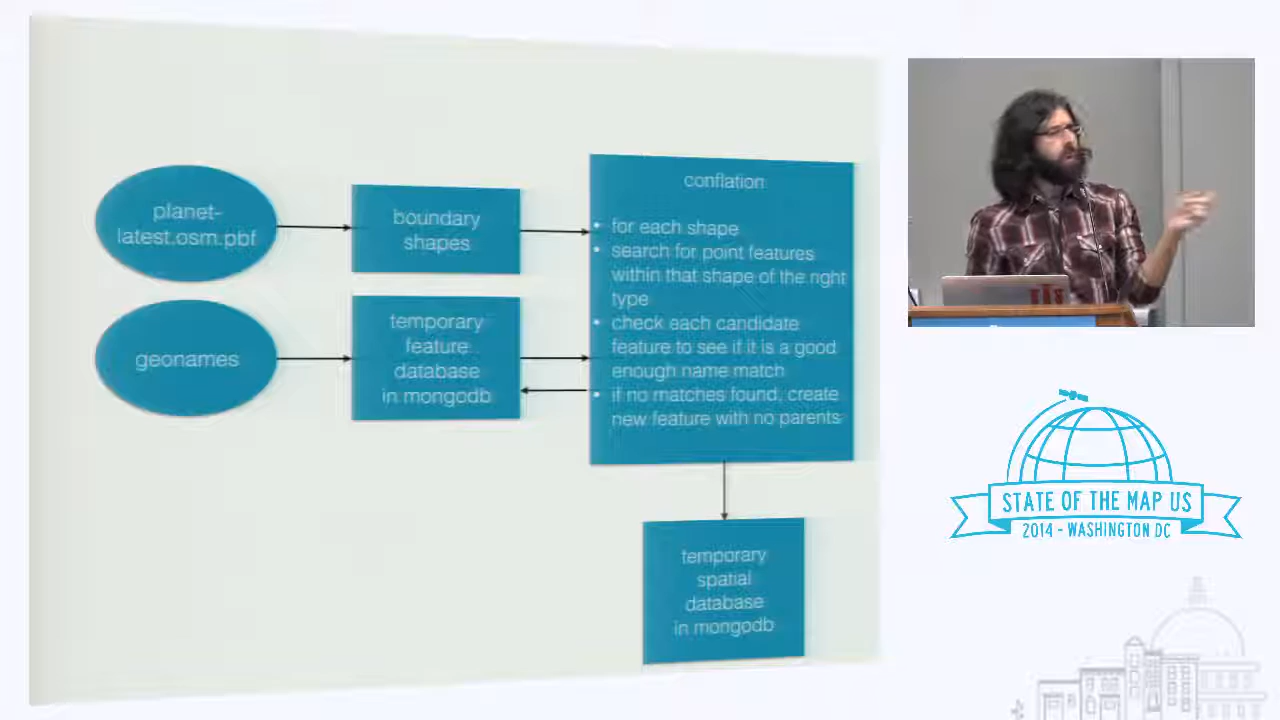 planet-
latest.osm.pbf
boundary
shapes
geonames
temporary
feature
database
in mongodb
conflation
• for each shape
• search for point features
within that shape of the right
type
• check each candidate
feature to see if it is a good
enough name match
• if no matches found, create
new feature with no parents
temporary
spatial
database
in mongodb
STATE OF THE MAP US
2014 - WASHINGTON DC